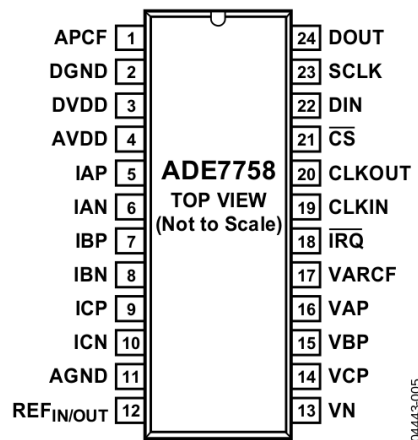 APCF 1
DGND 2
DVDD 3
AVDD 4
IAP 5
IAN 6
IBP 7
IBN 8
ICP 9
ICN 10
AGND 11
REFIN/OUT 12
ADE7758
TOP VIEW
(Not to Scale)
24 DOUT
23 SCLK
22 DIN
21 CS
20 CLKOUT
19 CLKIN
18 IRQ
17 VARCF
16 VAP
15 VBP
14 VCP
13 VN
04443-005